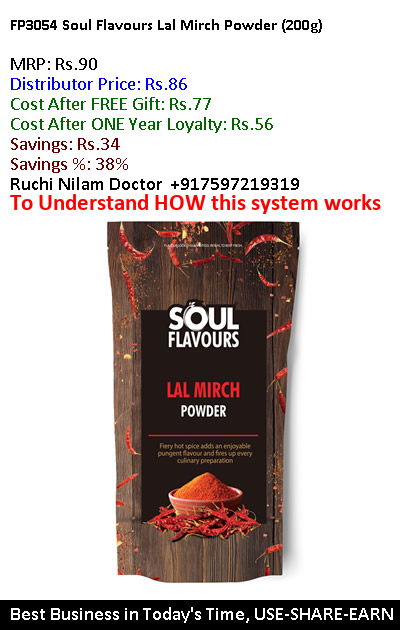 FP3054 Soul Flavours Lal Mirch Powder (200g)
MRP: Rs.90
Distributor Price: Rs.86
Cost After FREE Gift: Rs.77
Cost After ONE Year Loyalty: Rs.56
Savings: Rs.34
Savings %: 38%
Ruchi Nilam Doctor +917597219319
To Understand HOW this system works
SOUL
FLAVOURS
LAL MIRCH
POWDER
Fiery hot spice adds an enjoyable
pungent flavour and fires up every
culinary preparation
Best Business in Today's Time, USE-SHARE-EARN